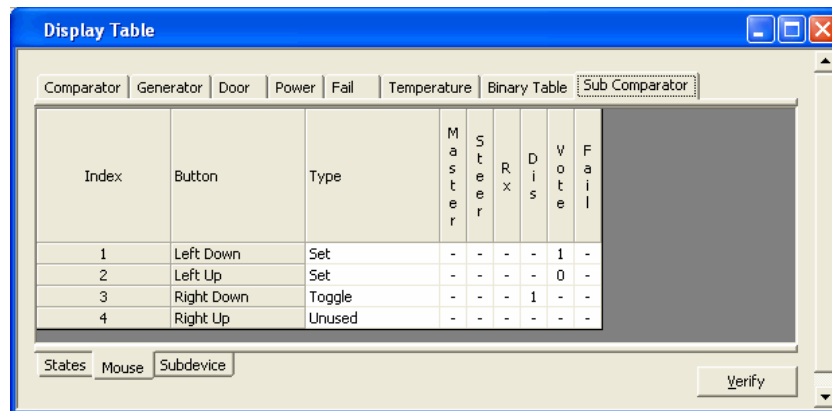 Display Table
Comparator Generator Door Power Fail Temperature Binary Table Sub Comparator
Index Button Type Master Steer Rx Dis Vote Fail
1 Left Down Set - - - - 1 -
2 Left Up Set - - - - 0 -
3 Right Down Toggle - - - 1 - -
4 Right Up Unused - - - - - -
States Mouse Subdevice
Verify